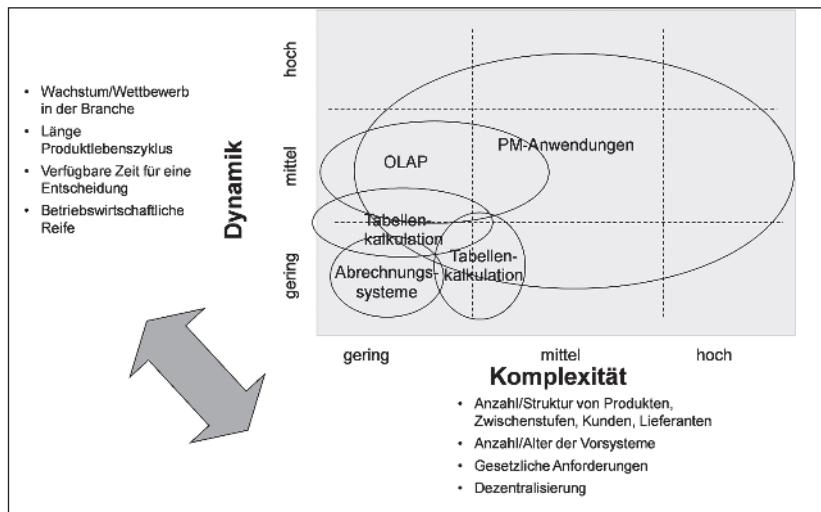 • Wachstum/Wettbewerb
in der Branche
• Länge
Produktlebenszyklus
• Verfügbare Zeit für eine
Entscheidung
• Betriebswirtschaftliche
Reife
Dynamik
hoch
mittel
gering
OLAP
PM-Anwendungen
Tabellen-
kalkulation
Tabellen-
kalkulation
Abrechnungs-
systeme
gering
mittel
hoch
Komplexität
• Anzahl/Struktur von Produkten,
Zwischenstufen, Kunden, Lieferanten
• Anzahl/Alter der Vorsysteme
• Gesetzliche Anforderungen
• Dezentralisierung